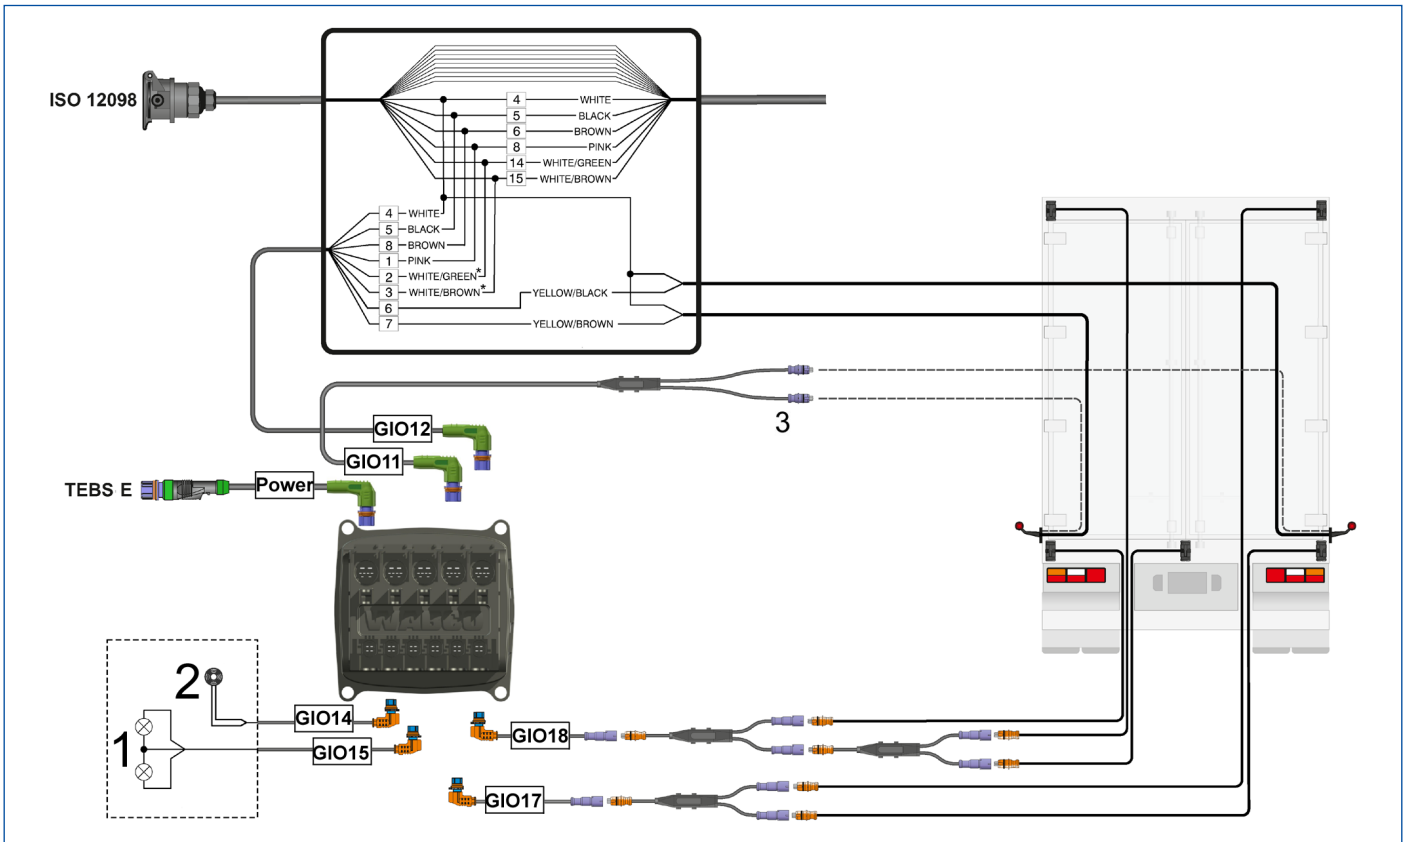 ISO 12098
4 WHITE
5 BLACK
6 BROWN
8 PINK
14 WHITE/GREEN
15 WHITE/BROWN
4 WHITE
5 BLACK
8 BROWN
1 PINK
2 WHITE/GREEN*
3 WHITE/BROWN*
6 YELLOW/BLACK
7 YELLOW/BROWN
3
GIO12
GIO11
TEBS E
Power
WABCO
2
1
GIO14
GIO15
GIO18
GIO17